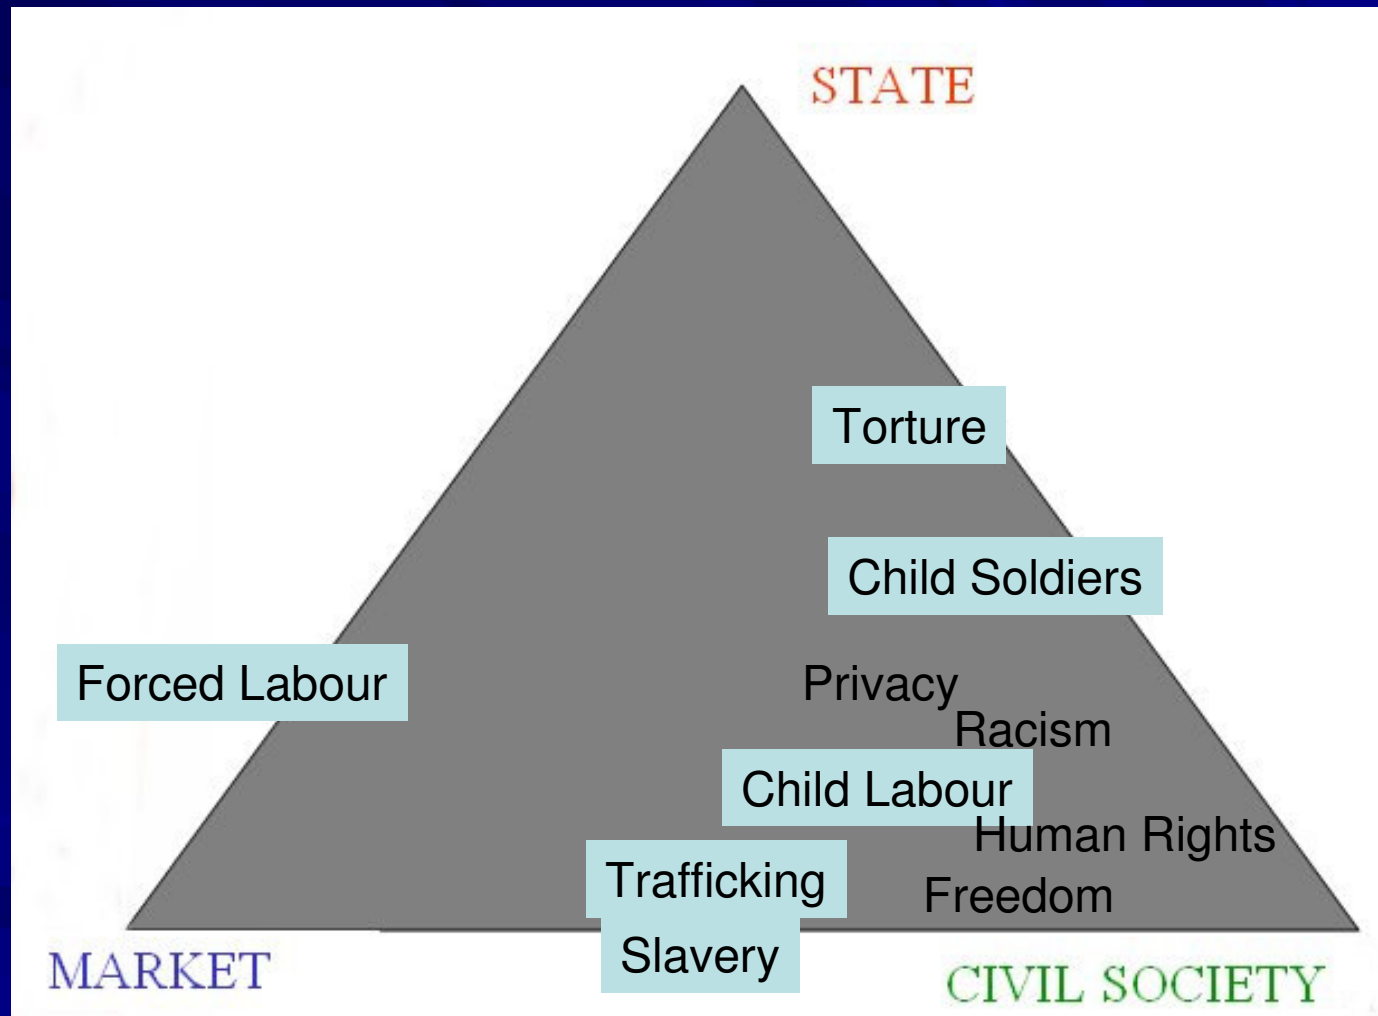 STATE
Torture
Child Soldiers
Forced Labour
Privacy
Racism
Child Labour
Human Rights
Trafficking
Freedom
Slavery
MARKET
CIVIL SOCIETY